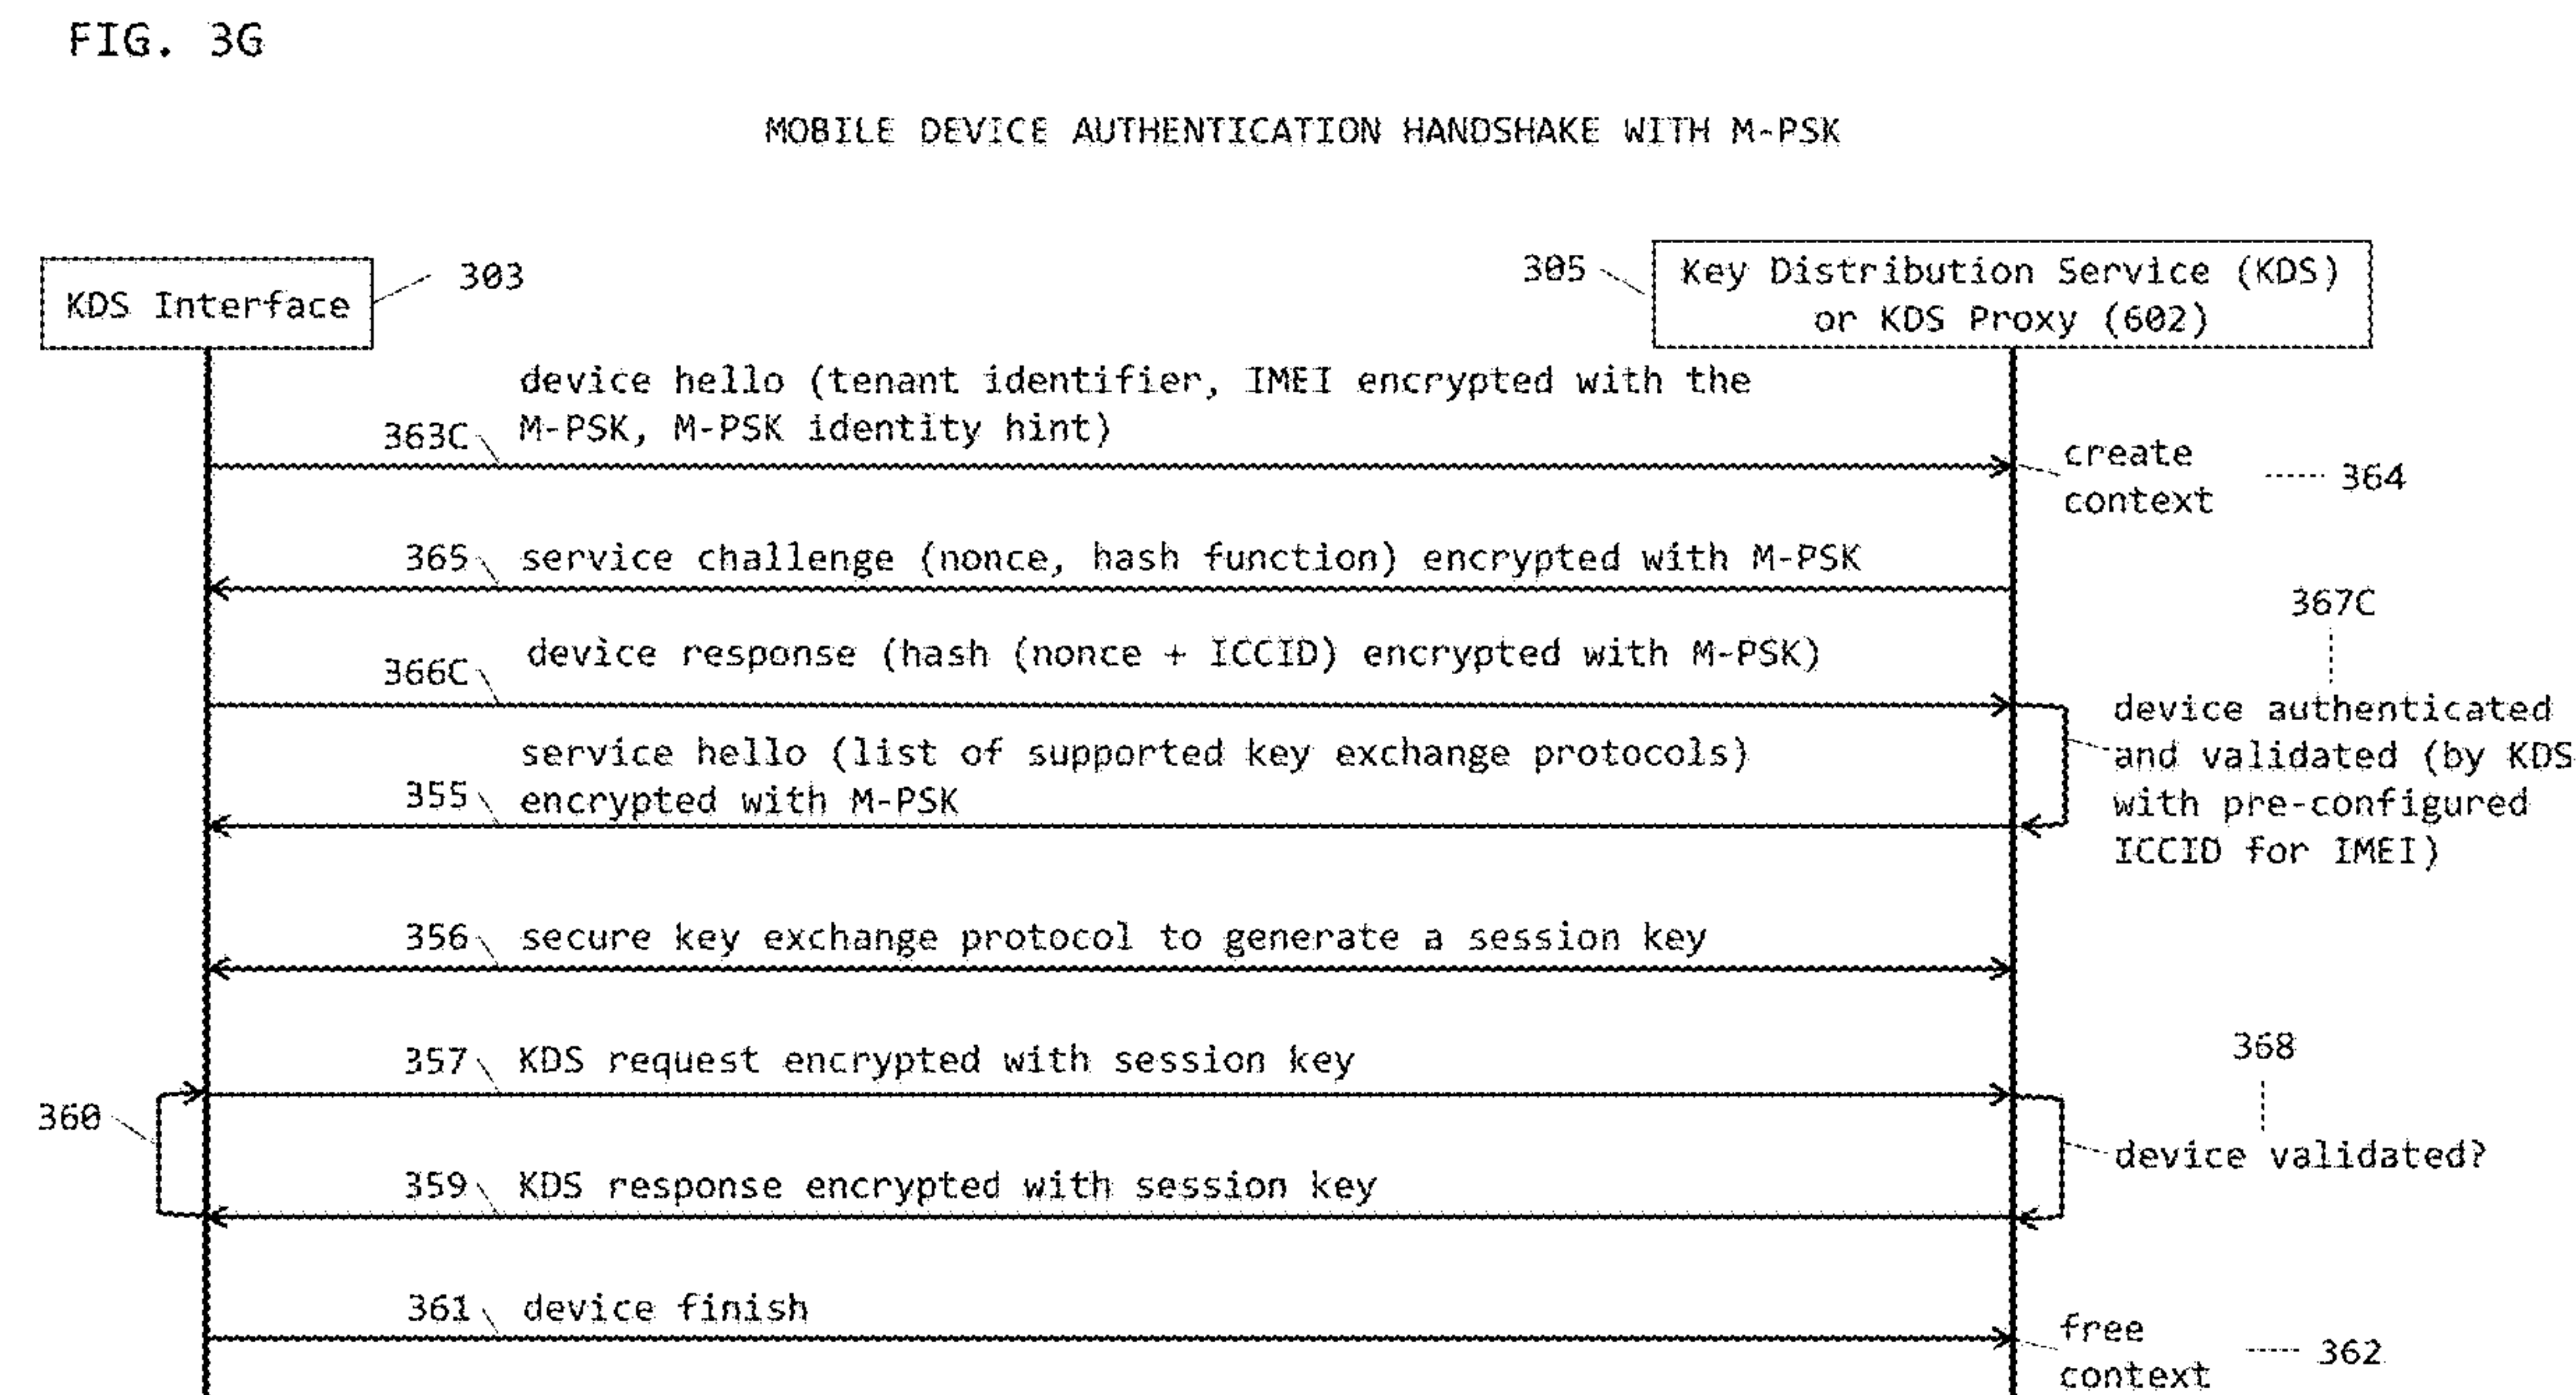 FIG. 3G
MOBILE DEVICE AUTHENTICATION HANDSHAKE WITH M-PSK
KDS Interface
303
305
Key Distribution Service (KDS)
or KDS Proxy (602)
device hello (tenant identifier, IMEI encrypted with the
M-PSK, M-PSK identity hint)
363C
create
context
364
365
service challenge (nonce, hash function) encrypted with M-PSK
367C
366C
device response (hash (nonce + ICCID) encrypted with M-PSK)
device authenticated
and validated (by KDS
with pre-configured
ICCID for IMEI)
service hello (list of supported key exchange protocols)
encrypted with M-PSK
355
356
secure key exchange protocol to generate a session key
357
KDS request encrypted with session key
368
360
device validated?
359
KDS response encrypted with session key
361
device finish
free
context
362